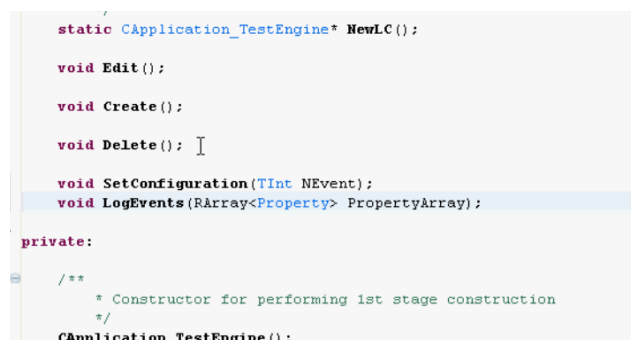 */
static CApplication_TestEngine* NewLC();
void Edit();
void Create();
void Delete();
void SetConfiguration(TInt NEvent);
void LogEvents(RArray<Property> PropertyArray);
private:
/**
* Constructor for performing 1st stage construction
*/
CApplication_TestEngine();